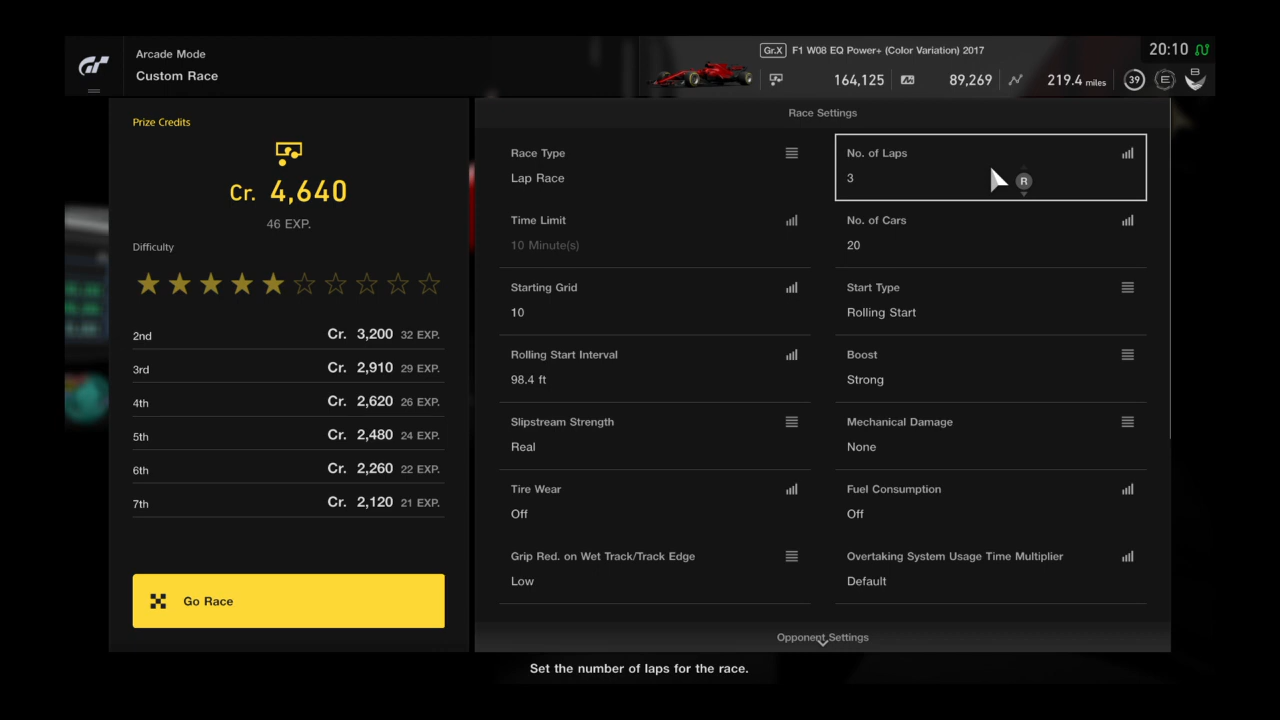 Arcade Mode
Custom Race
Gr.X F1 W08 EQ Power+ (Color Variation) 2017
164,125 89,269 219.4 miles 39 E B
20:10
Prize Credits
Cr. 4,640
46 EXP.
Difficulty
2nd Cr. 3,200 32 EXP.
3rd Cr. 2,910 29 EXP.
4th Cr. 2,620 26 EXP.
5th Cr. 2,480 24 EXP.
6th Cr. 2,260 22 EXP.
7th Cr. 2,120 21 EXP.
Go Race
Race Settings
Race Type
Lap Race
No. of Laps
3
R
Time Limit
10 Minute(s)
No. of Cars
20
Starting Grid
10
Start Type
Rolling Start
Rolling Start Interval
98.4 ft
Boost
Strong
Slipstream Strength
Real
Mechanical Damage
None
Tire Wear
Off
Fuel Consumption
Off
Grip Red. on Wet Track/Track Edge
Low
Overtaking System Usage Time Multiplier
Default
Opponent Settings
Set the number of laps for the race.